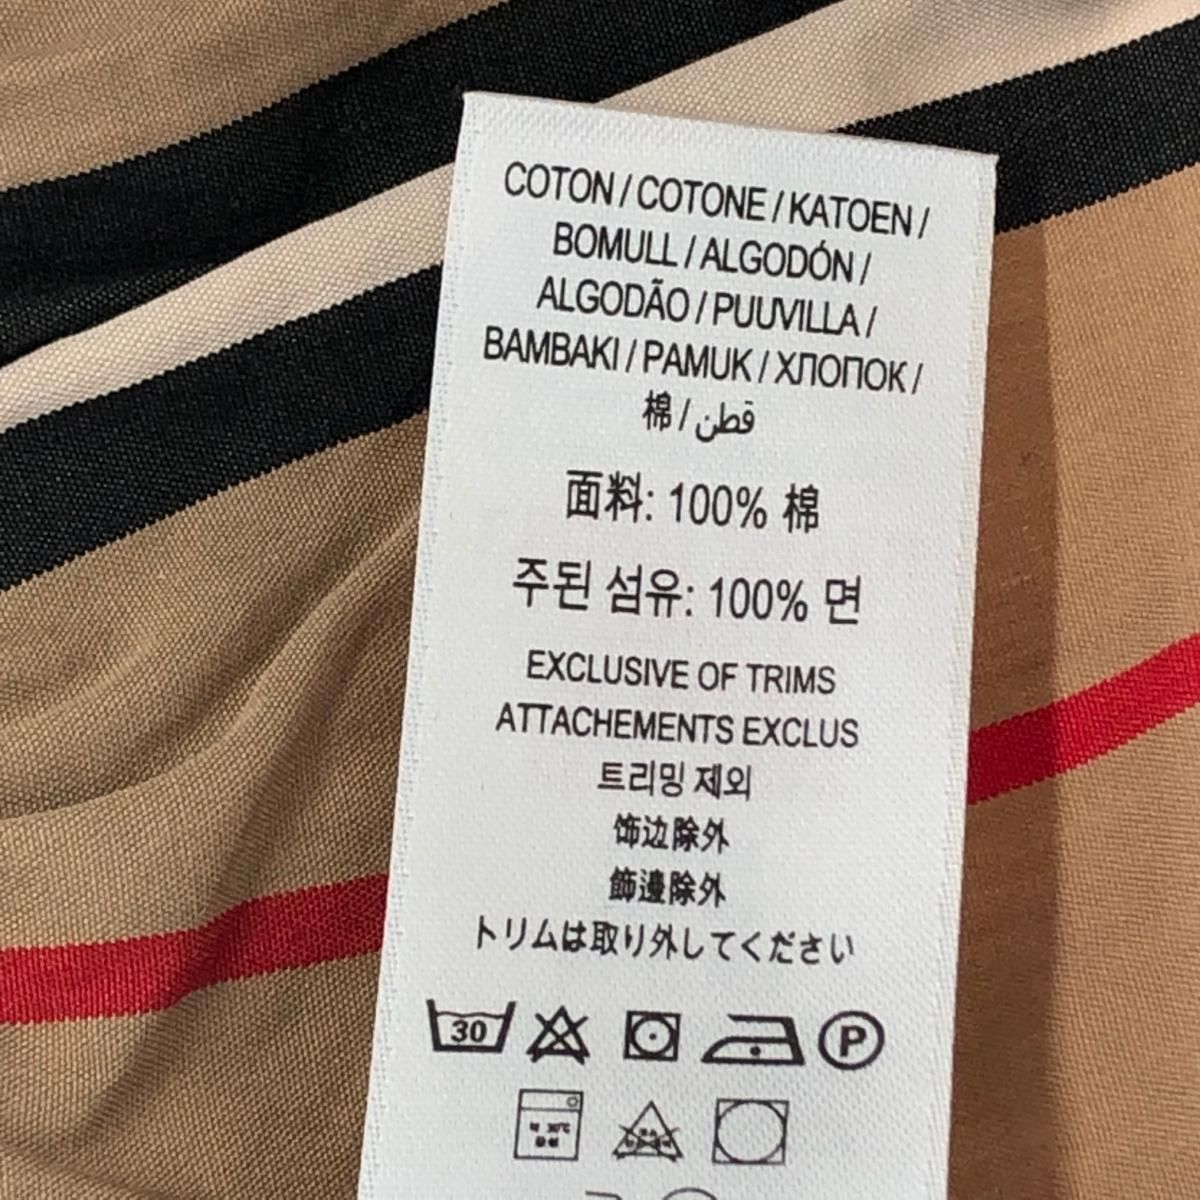 COTON / COTONE / KATOEN /
BOMULL / ALGODÓN /
ALGODÃO / PUUVILLA /
BAMBAKI / PAMUK / ХЛОПОК /
棉 / قطن
面料: 100% 棉
주된 섬유: 100% 면
EXCLUSIVE OF TRIMS
ATTACHEMENTS EXCLUS
트리밍 제외
饰边除外
飾邊除外
トリムは取り外してください
30 P